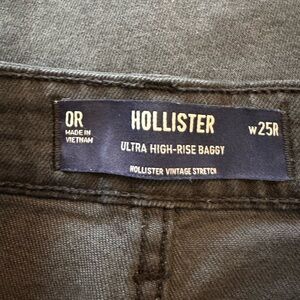 0R
HOLLISTER
W25R
MADE IN
VIETNAM
ULTRA HIGH-RISE BAGGY
HOLLISTER VINTAGE STRETCH